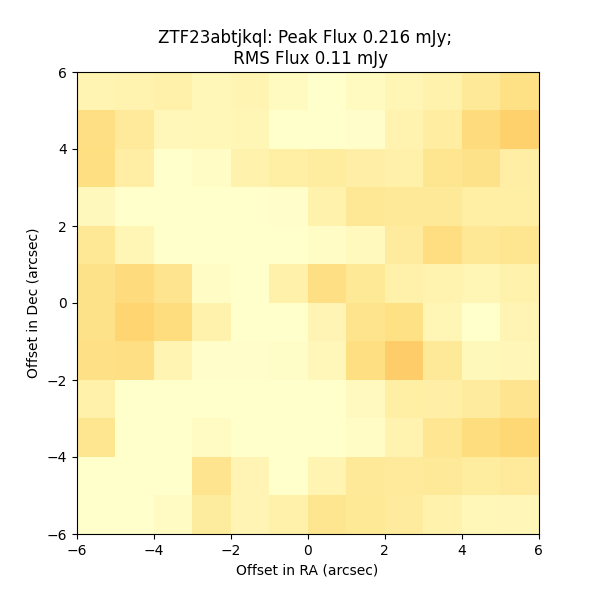 ZTF23abtjkql: Peak Flux 0.216 mJy;
RMS Flux 0.11 mJy
6
4
2
0
−2
−4
−6
Offset in Dec (arcsec)
−6 −4 −2 0 2 4 6
Offset in RA (arcsec)